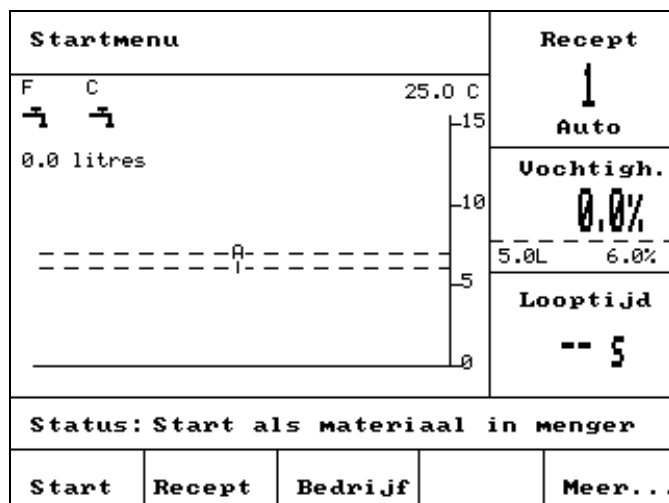 Startmenu
F C 25.0 C
0.0 litres
15
10
5
0
A
I
Recept
1
Auto
Vochtigh.
0.0%
5.0L 6.0%
Looptijd
-- s
Status: Start als materiaal in menger
Start Recept Bedrijf Meer...